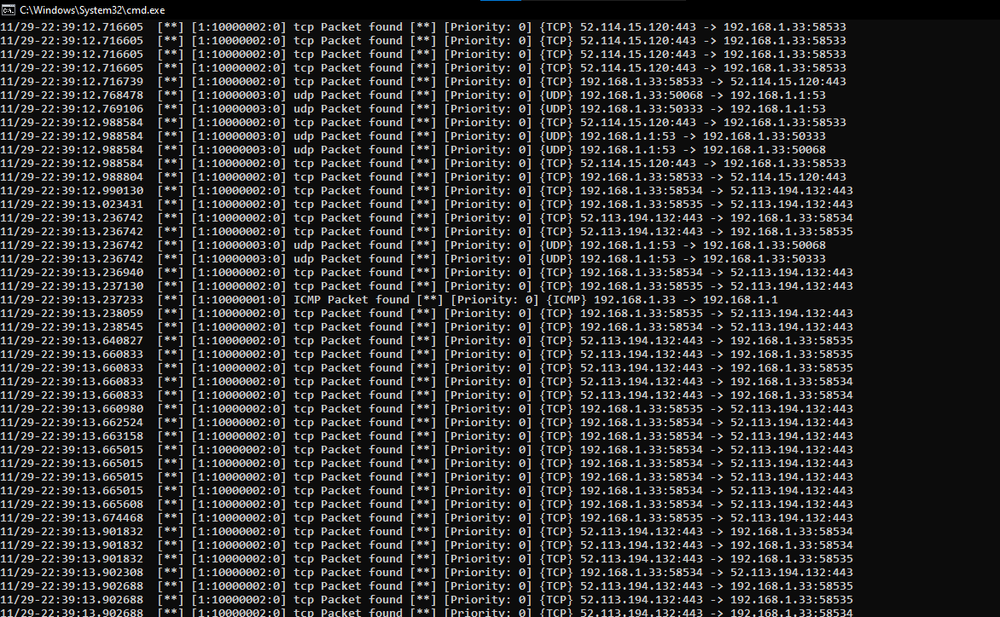 C:\Windows\System32\cmd.exe
11/29-22:39:12.716605  [**] [1:10000002:0] tcp Packet found [**] [Priority: 0] {TCP} 52.114.15.120:443 -> 192.168.1.33:58533
11/29-22:39:12.716605  [**] [1:10000002:0] tcp Packet found [**] [Priority: 0] {TCP} 52.114.15.120:443 -> 192.168.1.33:58533
11/29-22:39:12.716605  [**] [1:10000002:0] tcp Packet found [**] [Priority: 0] {TCP} 52.114.15.120:443 -> 192.168.1.33:58533
11/29-22:39:12.716605  [**] [1:10000002:0] tcp Packet found [**] [Priority: 0] {TCP} 52.114.15.120:443 -> 192.168.1.33:58533
11/29-22:39:12.716739  [**] [1:10000002:0] tcp Packet found [**] [Priority: 0] {TCP} 192.168.1.33:58533 -> 52.114.15.120:443
11/29-22:39:12.768478  [**] [1:10000003:0] udp Packet found [**] [Priority: 0] {UDP} 192.168.1.33:50068 -> 192.168.1.1:53
11/29-22:39:12.769106  [**] [1:10000003:0] udp Packet found [**] [Priority: 0] {UDP} 192.168.1.33:50333 -> 192.168.1.1:53
11/29-22:39:12.988584  [**] [1:10000002:0] tcp Packet found [**] [Priority: 0] {TCP} 52.114.15.120:443 -> 192.168.1.33:58533
11/29-22:39:12.988584  [**] [1:10000003:0] udp Packet found [**] [Priority: 0] {UDP} 192.168.1.1:53 -> 192.168.1.33:50333
11/29-22:39:12.988584  [**] [1:10000003:0] udp Packet found [**] [Priority: 0] {UDP} 192.168.1.1:53 -> 192.168.1.33:50068
11/29-22:39:12.988584  [**] [1:10000002:0] tcp Packet found [**] [Priority: 0] {TCP} 52.114.15.120:443 -> 192.168.1.33:58533
11/29-22:39:12.988804  [**] [1:10000002:0] tcp Packet found [**] [Priority: 0] {TCP} 192.168.1.33:58533 -> 52.114.15.120:443
11/29-22:39:12.990130  [**] [1:10000002:0] tcp Packet found [**] [Priority: 0] {TCP} 192.168.1.33:58534 -> 52.113.194.132:443
11/29-22:39:13.023431  [**] [1:10000002:0] tcp Packet found [**] [Priority: 0] {TCP} 192.168.1.33:58535 -> 52.113.194.132:443
11/29-22:39:13.236742  [**] [1:10000002:0] tcp Packet found [**] [Priority: 0] {TCP} 52.113.194.132:443 -> 192.168.1.33:58534
11/29-22:39:13.236742  [**] [1:10000002:0] tcp Packet found [**] [Priority: 0] {TCP} 52.113.194.132:443 -> 192.168.1.33:58535
11/29-22:39:13.236742  [**] [1:10000003:0] udp Packet found [**] [Priority: 0] {UDP} 192.168.1.1:53 -> 192.168.1.33:50068
11/29-22:39:13.236742  [**] [1:10000003:0] udp Packet found [**] [Priority: 0] {UDP} 192.168.1.1:53 -> 192.168.1.33:50333
11/29-22:39:13.236940  [**] [1:10000002:0] tcp Packet found [**] [Priority: 0] {TCP} 192.168.1.33:58534 -> 52.113.194.132:443
11/29-22:39:13.237130  [**] [1:10000002:0] tcp Packet found [**] [Priority: 0] {TCP} 192.168.1.33:58535 -> 52.113.194.132:443
11/29-22:39:13.237233  [**] [1:10000001:0] ICMP Packet found [**] [Priority: 0] {ICMP} 192.168.1.33 -> 192.168.1.1
11/29-22:39:13.238059  [**] [1:10000002:0] tcp Packet found [**] [Priority: 0] {TCP} 192.168.1.33:58535 -> 52.113.194.132:443
11/29-22:39:13.238545  [**] [1:10000002:0] tcp Packet found [**] [Priority: 0] {TCP} 192.168.1.33:58534 -> 52.113.194.132:443
11/29-22:39:13.640827  [**] [1:10000002:0] tcp Packet found [**] [Priority: 0] {TCP} 52.113.194.132:443 -> 192.168.1.33:58535
11/29-22:39:13.660833  [**] [1:10000002:0] tcp Packet found [**] [Priority: 0] {TCP} 52.113.194.132:443 -> 192.168.1.33:58535
11/29-22:39:13.660833  [**] [1:10000002:0] tcp Packet found [**] [Priority: 0] {TCP} 52.113.194.132:443 -> 192.168.1.33:58535
11/29-22:39:13.660833  [**] [1:10000002:0] tcp Packet found [**] [Priority: 0] {TCP} 52.113.194.132:443 -> 192.168.1.33:58534
11/29-22:39:13.660833  [**] [1:10000002:0] tcp Packet found [**] [Priority: 0] {TCP} 52.113.194.132:443 -> 192.168.1.33:58534
11/29-22:39:13.660980  [**] [1:10000002:0] tcp Packet found [**] [Priority: 0] {TCP} 192.168.1.33:58535 -> 52.113.194.132:443
11/29-22:39:13.662524  [**] [1:10000002:0] tcp Packet found [**] [Priority: 0] {TCP} 192.168.1.33:58534 -> 52.113.194.132:443
11/29-22:39:13.663158  [**] [1:10000002:0] tcp Packet found [**] [Priority: 0] {TCP} 192.168.1.33:58534 -> 52.113.194.132:443
11/29-22:39:13.665015  [**] [1:10000002:0] tcp Packet found [**] [Priority: 0] {TCP} 192.168.1.33:58534 -> 52.113.194.132:443
11/29-22:39:13.665015  [**] [1:10000002:0] tcp Packet found [**] [Priority: 0] {TCP} 192.168.1.33:58534 -> 52.113.194.132:443
11/29-22:39:13.665015  [**] [1:10000002:0] tcp Packet found [**] [Priority: 0] {TCP} 192.168.1.33:58534 -> 52.113.194.132:443
11/29-22:39:13.665015  [**] [1:10000002:0] tcp Packet found [**] [Priority: 0] {TCP} 192.168.1.33:58534 -> 52.113.194.132:443
11/29-22:39:13.665608  [**] [1:10000002:0] tcp Packet found [**] [Priority: 0] {TCP} 192.168.1.33:58534 -> 52.113.194.132:443
11/29-22:39:13.674468  [**] [1:10000002:0] tcp Packet found [**] [Priority: 0] {TCP} 192.168.1.33:58535 -> 52.113.194.132:443
11/29-22:39:13.901832  [**] [1:10000002:0] tcp Packet found [**] [Priority: 0] {TCP} 52.113.194.132:443 -> 192.168.1.33:58534
11/29-22:39:13.901832  [**] [1:10000002:0] tcp Packet found [**] [Priority: 0] {TCP} 52.113.194.132:443 -> 192.168.1.33:58534
11/29-22:39:13.901832  [**] [1:10000002:0] tcp Packet found [**] [Priority: 0] {TCP} 52.113.194.132:443 -> 192.168.1.33:58535
11/29-22:39:13.902308  [**] [1:10000002:0] tcp Packet found [**] [Priority: 0] {TCP} 192.168.1.33:58534 -> 52.113.194.132:443
11/29-22:39:13.902688  [**] [1:10000002:0] tcp Packet found [**] [Priority: 0] {TCP} 52.113.194.132:443 -> 192.168.1.33:58535
11/29-22:39:13.902688  [**] [1:10000002:0] tcp Packet found [**] [Priority: 0] {TCP} 52.113.194.132:443 -> 192.168.1.33:58535
11/29-22:39:13.902688  [**] [1:10000002:0] tcp Packet found [**] [Priority: 0] {TCP} 52.113.194.132:443 -> 192.168.1.33:58534